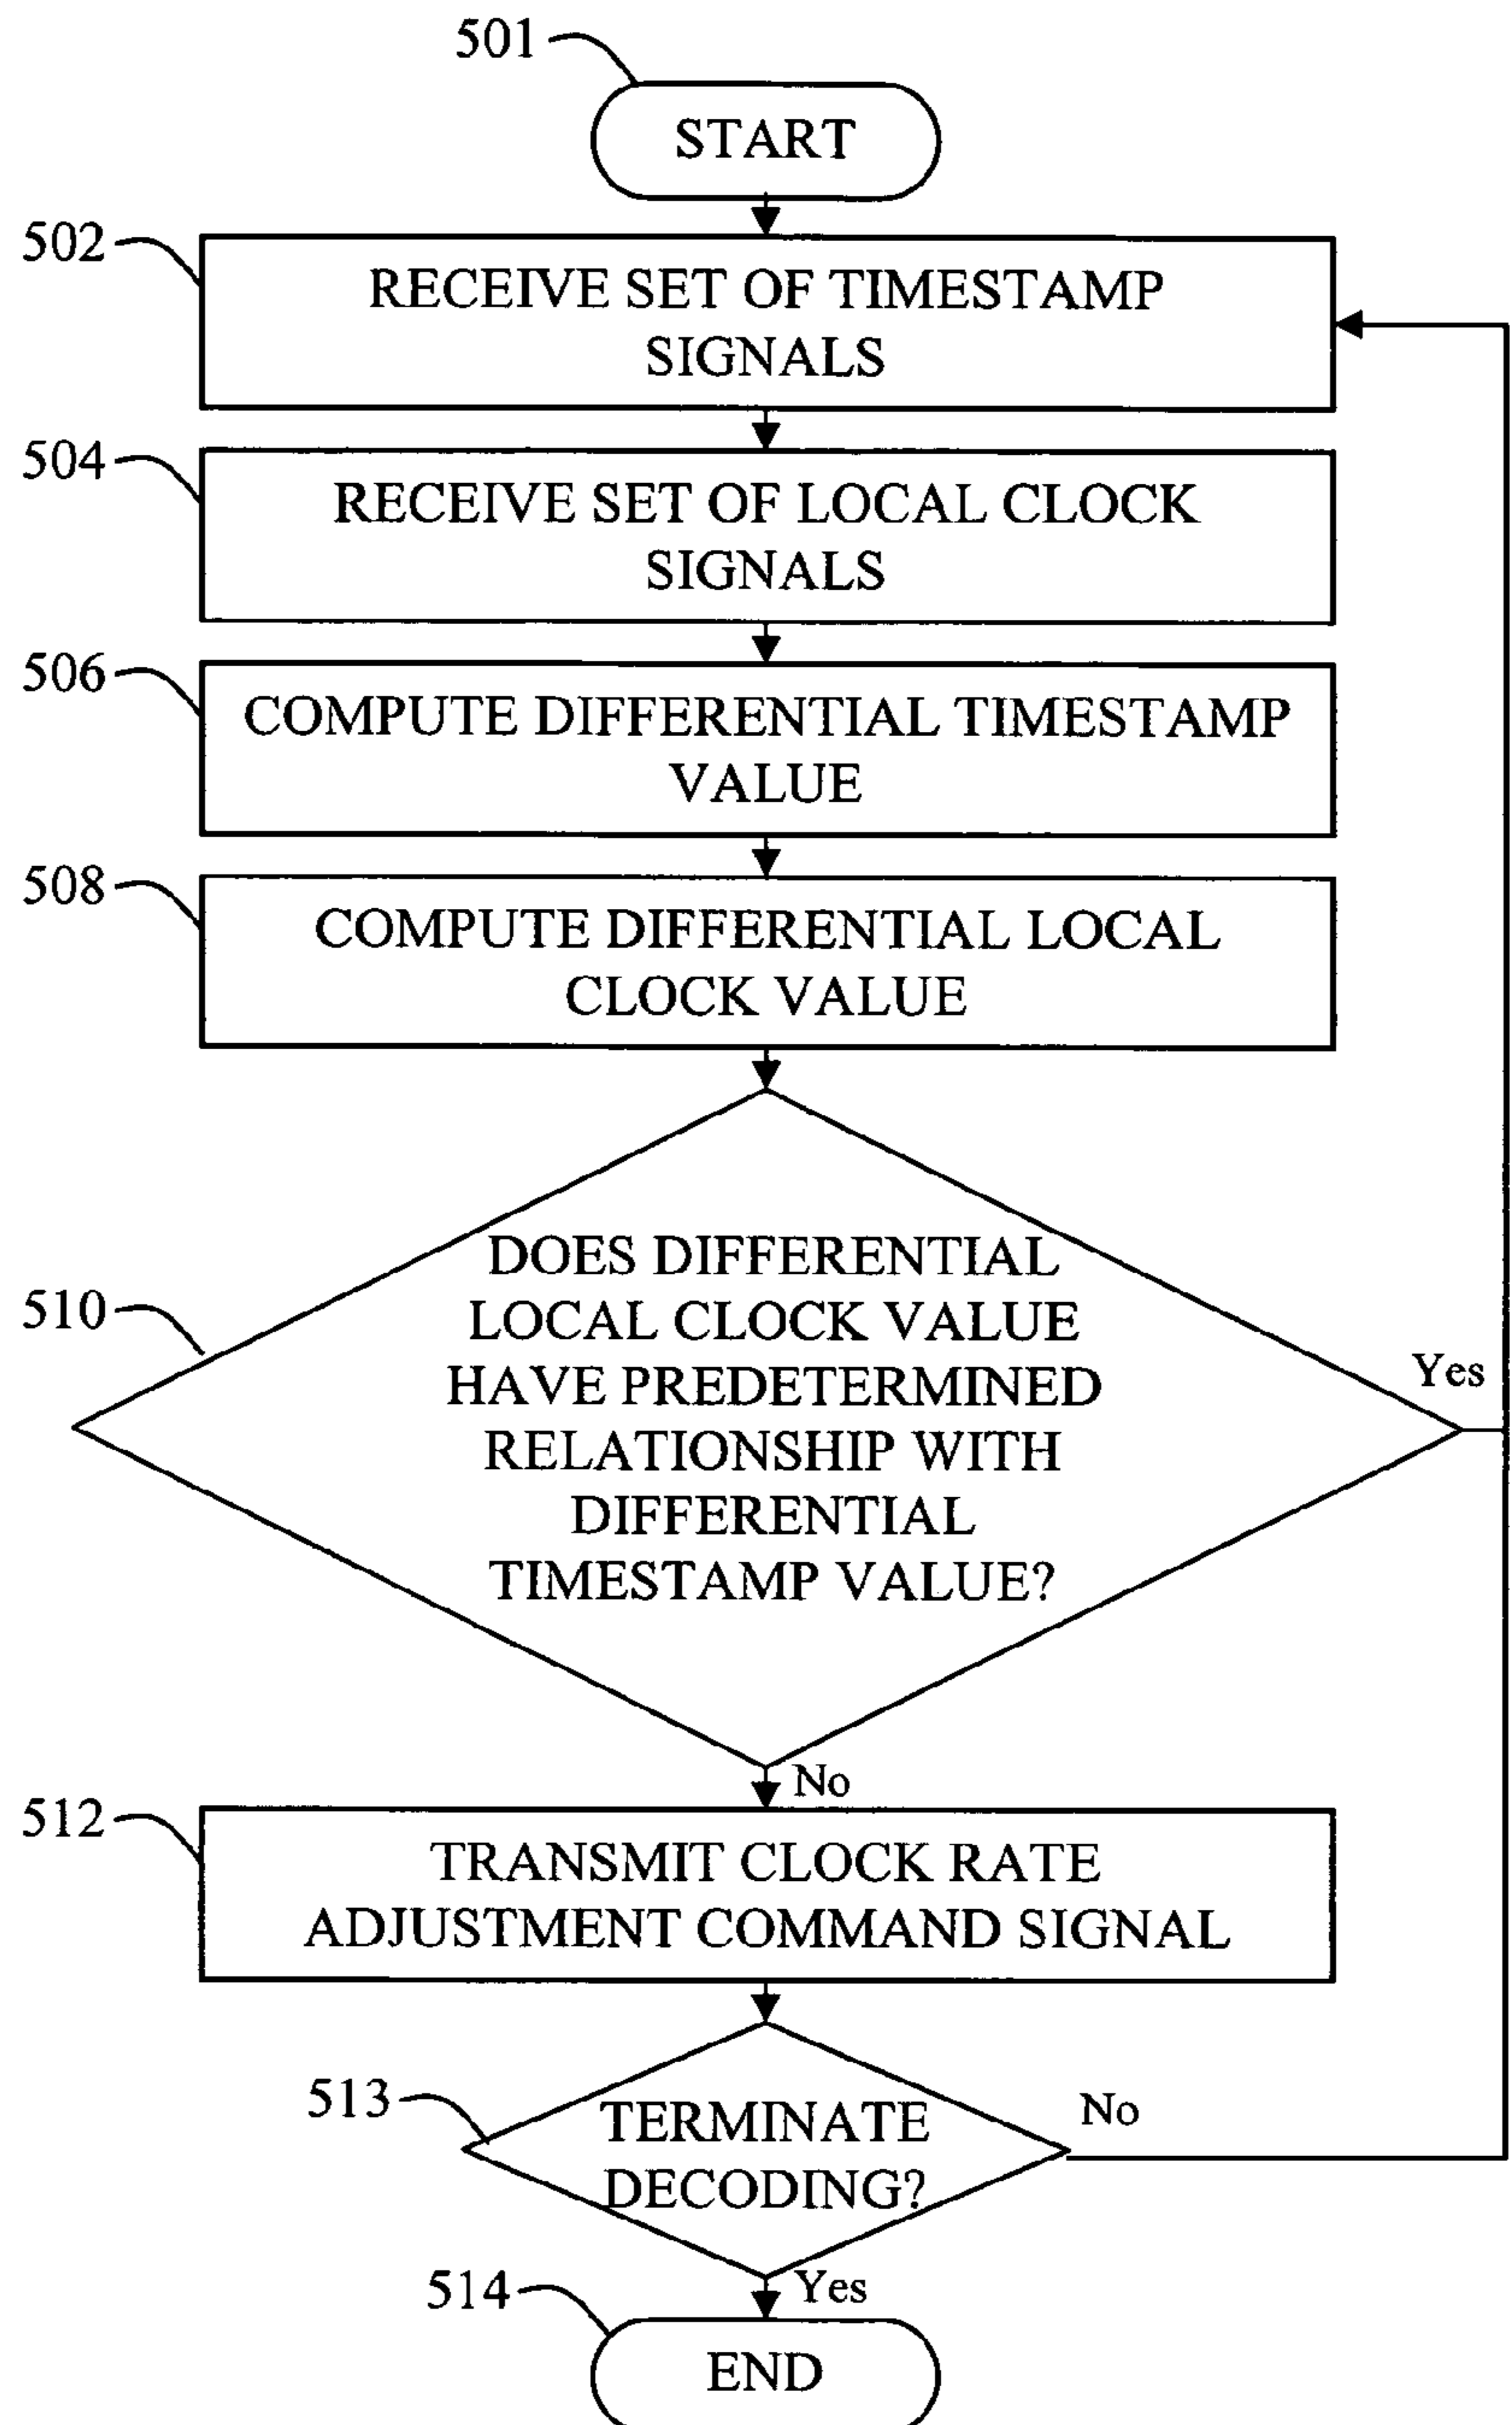 501
START
502
RECEIVE SET OF TIMESTAMP
SIGNALS
504
RECEIVE SET OF LOCAL CLOCK
SIGNALS
506
COMPUTE DIFFERENTIAL TIMESTAMP
VALUE
508
COMPUTE DIFFERENTIAL LOCAL
CLOCK VALUE
510
DOES DIFFERENTIAL
LOCAL CLOCK VALUE
HAVE PREDETERMINED
RELATIONSHIP WITH
DIFFERENTIAL
TIMESTAMP VALUE?
Yes
No
512
TRANSMIT CLOCK RATE
ADJUSTMENT COMMAND SIGNAL
513
TERMINATE
DECODING?
No
Yes
514
END